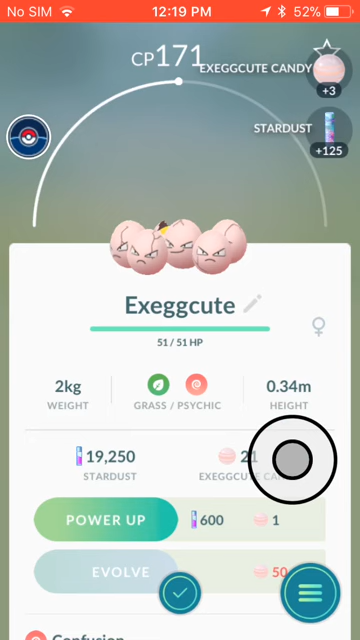 No SIM 12:19 PM 52%
CP171
EXEGGCUTE CANDY
+3
STARDUST
+125
Exeggcute
51 / 51 HP
2kg
WEIGHT
GRASS / PSYCHIC
0.34m
HEIGHT
19,250
STARDUST
21
EXEGGCUTE
POWER UP 600 1
EVOLVE 50
Confusion